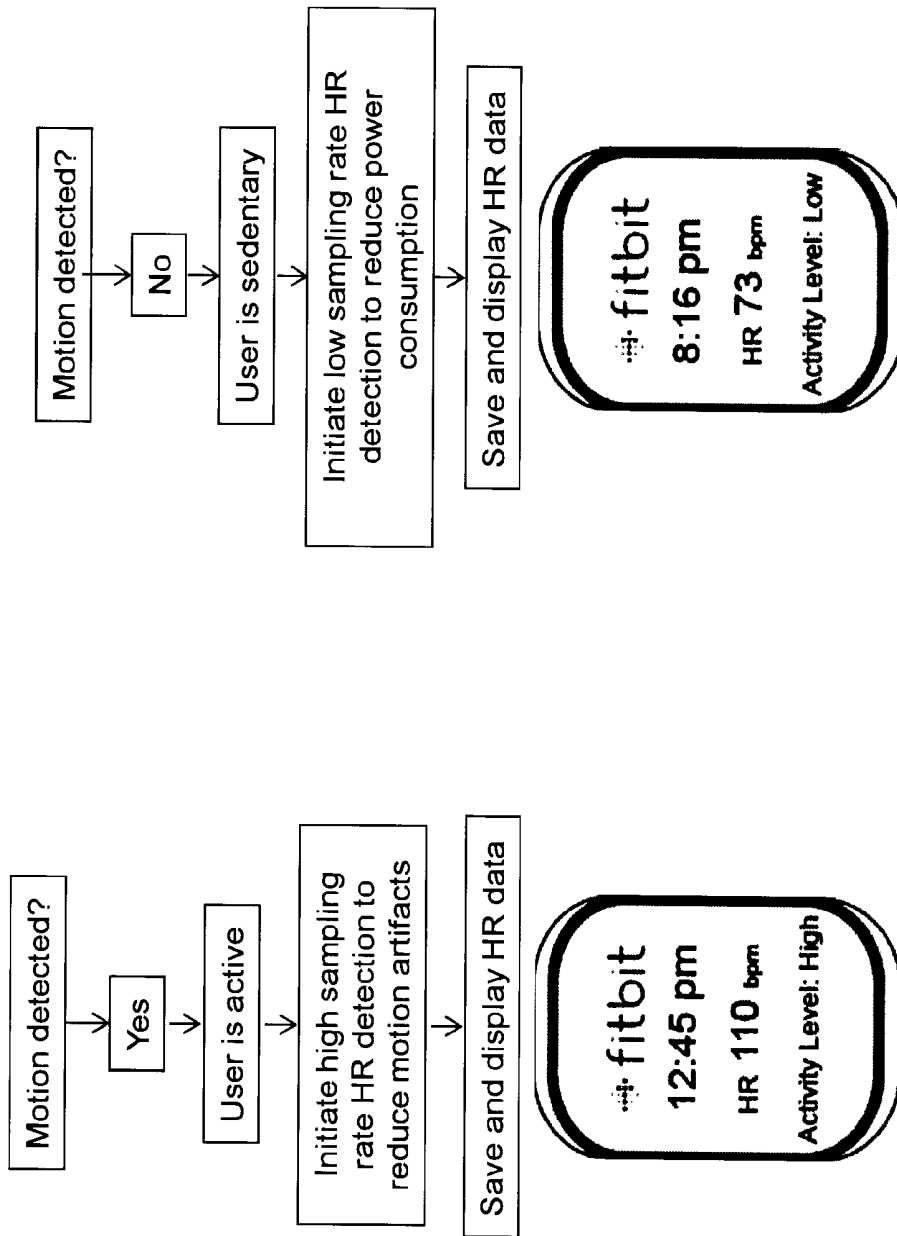 Motion detected?
Yes
User is active
Initiate high sampling
rate HR detection to
reduce motion artifacts
Save and display HR data
fitbit
12:45 pm
HR 110 bpm
Activity Level: High
Motion detected?
No
User is sedentary
Initiate low sampling rate HR
detection to reduce power
consumption
Save and display HR data
fitbit
8:16 pm
HR 73 bpm
Activity Level: Low